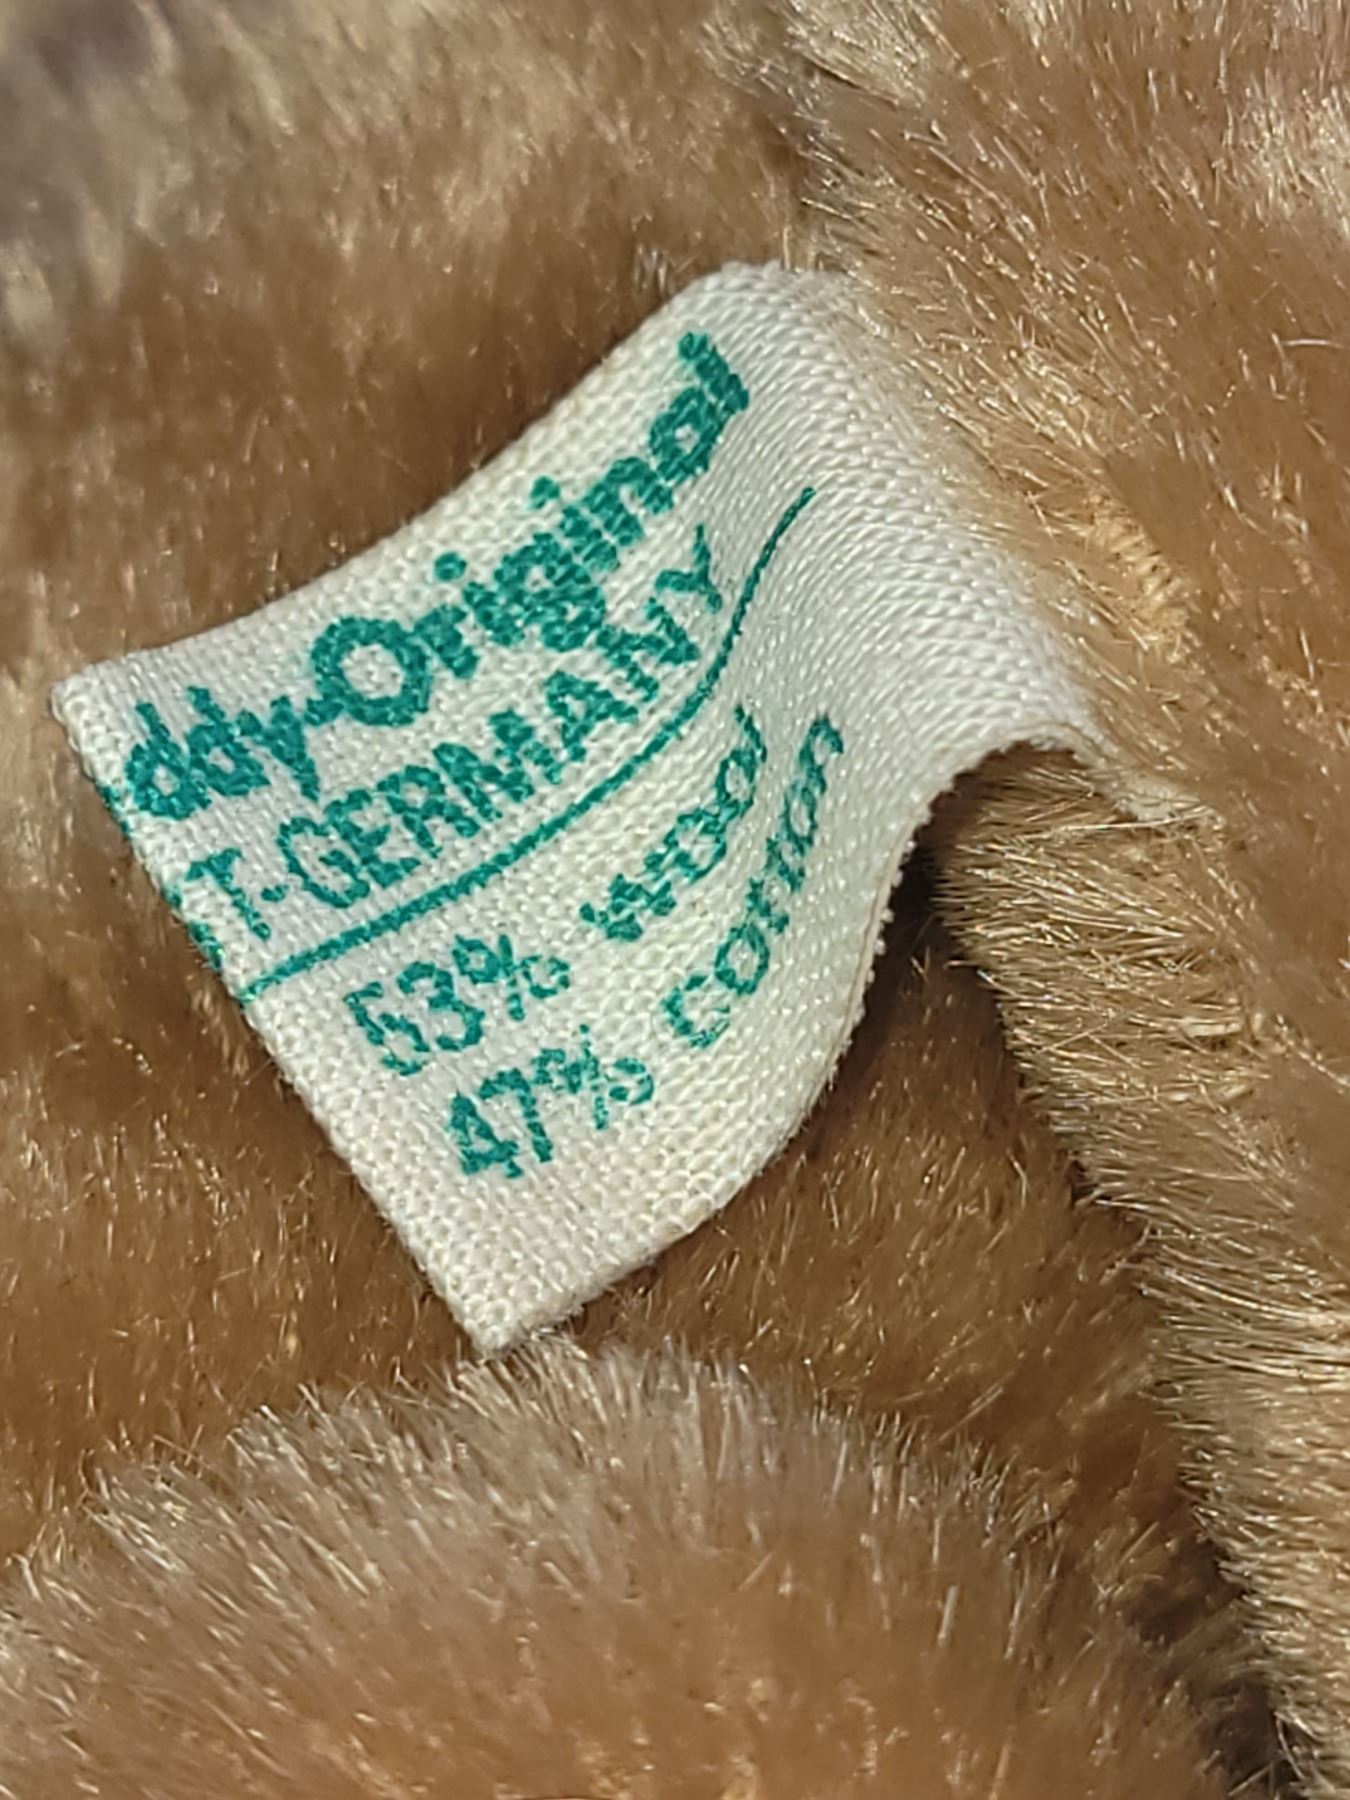 ddy-Original
T-GERMANY
53% wool
47% Cotton